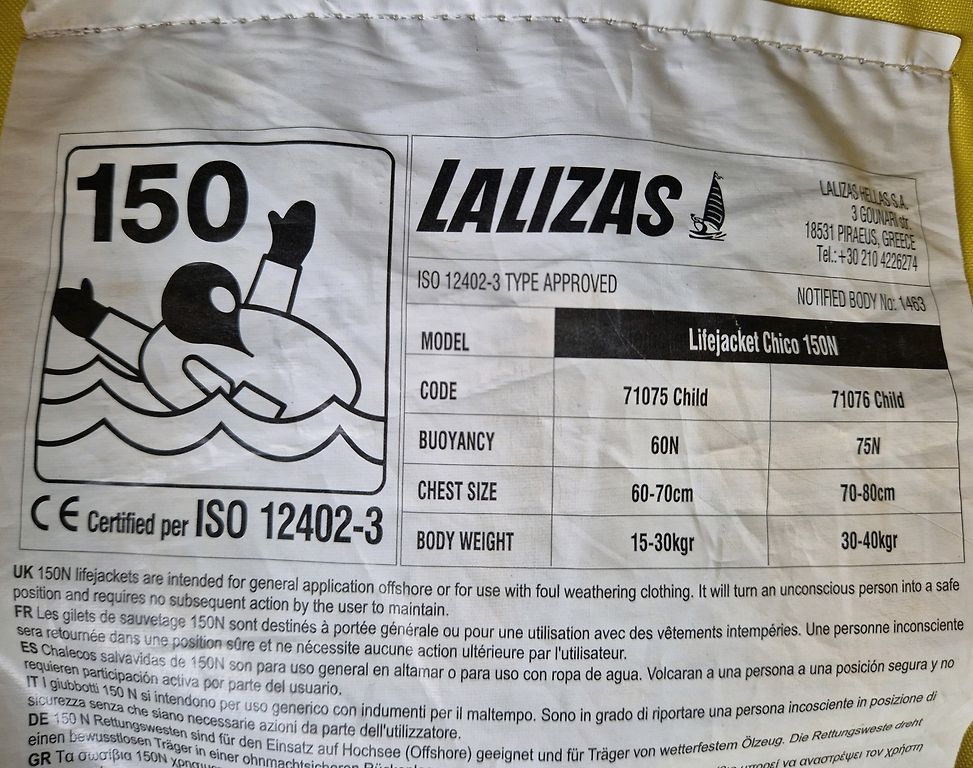 150
LALIZAS
LALIZAS HELLAS S.A.
3 GOUNARI str.
18531 PIRAEUS, GREECE
Tel.: +30 210 4226274
ISO 12402-3 TYPE APPROVED
NOTIFIED BODY No: 1463
MODEL Lifejacket Chico 150N
CODE 71075 Child 71076 Child
BUOYANCY 60N 75N
CHEST SIZE 60-70cm 70-80cm
BODY WEIGHT 15-30kgr 30-40kgr
CE Certified per ISO 12402-3
UK 150N lifejackets are intended for general application offshore or for use with foul weathering clothing. It will turn an unconscious person into a safe
position and requires no subsequent action by the user to maintain.
FR Les gilets de sauvetage 150N sont destinés à portée générale ou pour une utilisation avec des vêtements intempéries. Une personne inconsciente
sera retournée dans une position sûre et ne nécessite aucune action ultérieure par l'utilisateur.
ES Chalecos salvavidas de 150N son para uso general en altamar o para uso con ropa de agua. Volcaran a una persona a una posición segura y no
requieren participación activa por parte del usuario.
IT I giubbotti 150 N si intendono per uso generico con indumenti per il maltempo. Sono in grado di riportare una persona incosciente in posizione di
sicurezza senza che siano necessarie azioni da parte dell'utilizzatore.
DE 150 N Rettungswesten sind für den Einsatz auf Hochsee (Offshore) geeignet und für Träger von wetterfestem Ölzeug. Die Rettungsweste dreht
einen bewusstlosen Träger in einer ohnmachtsicheren
GR Τα σωσίβια 150N μπορεί να αναστρέψει τον χρήστη